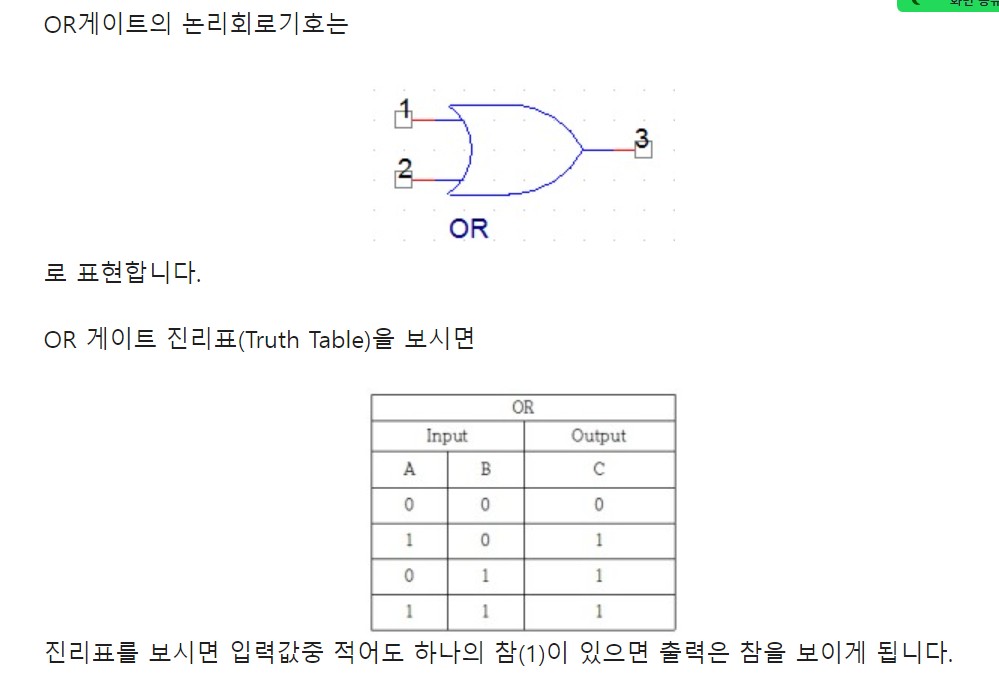 OR게이트의 논리회로기호는
1
2
3
OR
로 표현합니다.
OR 게이트 진리표(Truth Table)을 보시면
OR
Input Output
A B C
0 0 0
1 0 1
0 1 1
1 1 1
진리표를 보시면 입력값중 적어도 하나의 참(1)이 있으면 출력은 참을 보이게 됩니다.